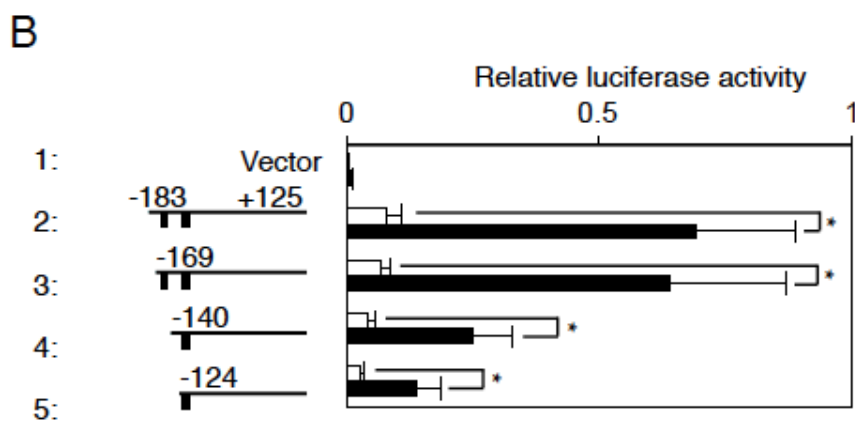 B
Relative luciferase activity
0 0.5 1
1: Vector
-183 +125
2: *
-169
3: *
-140
4: *
-124
5: *